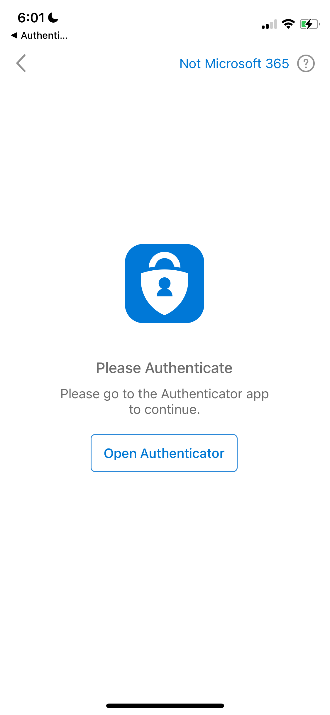 6:01
◀ Authenti...
Not Microsoft 365 ?
Please Authenticate
Please go to the Authenticator app
to continue.
Open Authenticator